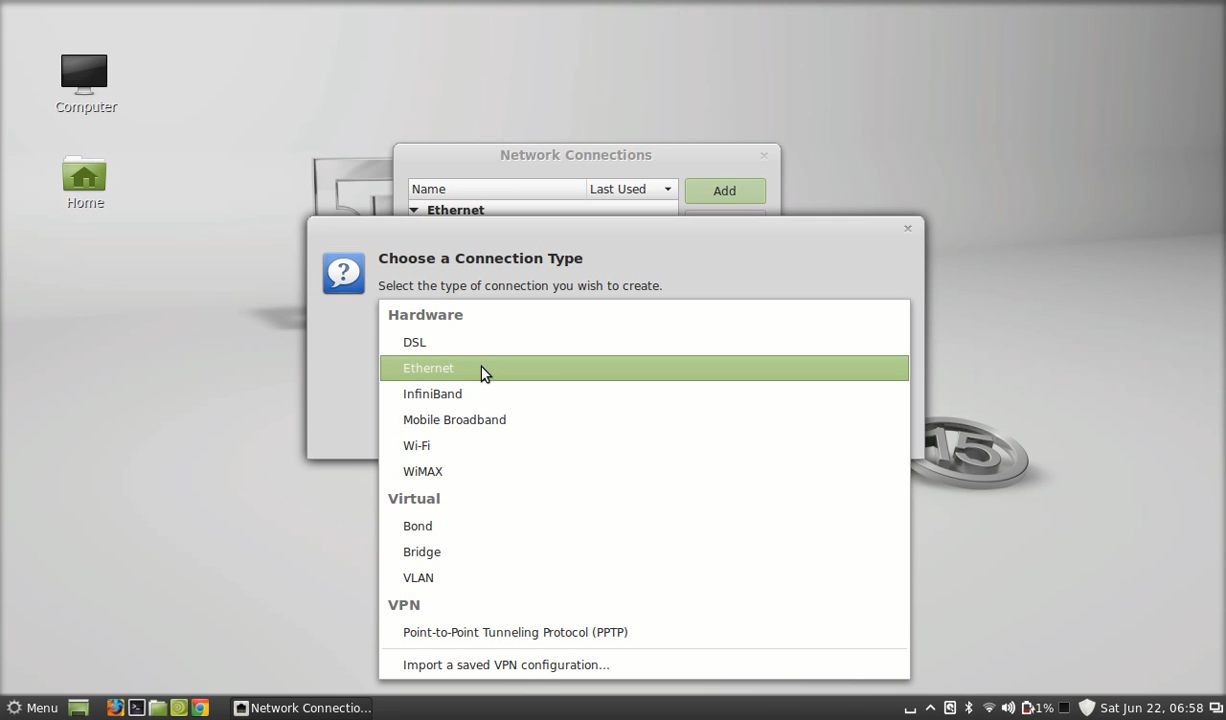 Computer
Home
Network Connections
Name
Last Used
Add
Ethernet
Choose a Connection Type
Select the type of connection you wish to create.
Hardware
DSL
Ethernet
InfiniBand
Mobile Broadband
Wi-Fi
WiMAX
Virtual
Bond
Bridge
VLAN
VPN
Point-to-Point Tunneling Protocol (PPTP)
Import a saved VPN configuration...
15
Menu
Network Connectio...
1%
Sat Jun 22, 06:58